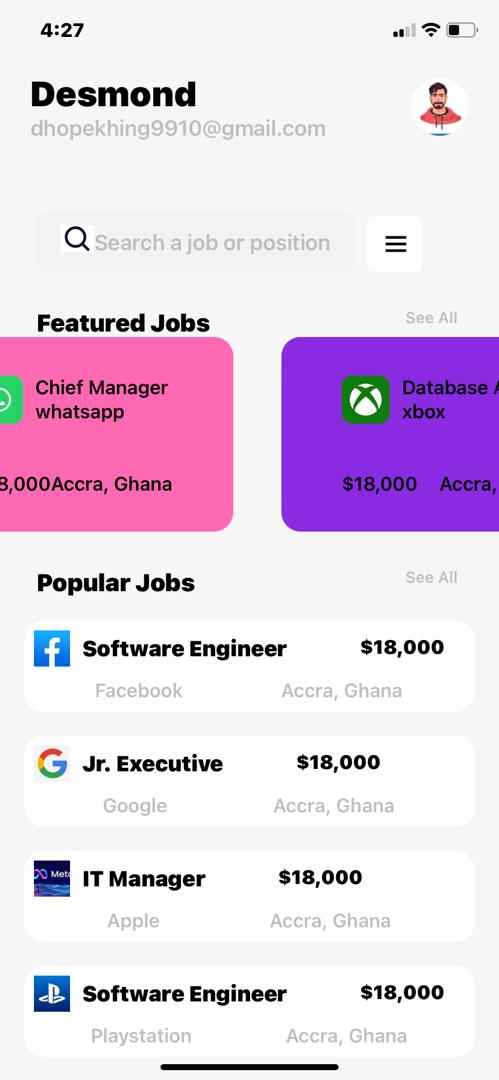 4:27
Desmond
dhopekhing9910@gmail.com
Search a job or position
Featured Jobs
See All
Chief Manager
whatsapp
8,000Accra, Ghana
Database A
xbox
$18,000 Accra,
Popular Jobs
See All
Software Engineer $18,000
Facebook Accra, Ghana
Jr. Executive $18,000
Google Accra, Ghana
Meta
IT Manager $18,000
Apple Accra, Ghana
Software Engineer $18,000
Playstation Accra, Ghana